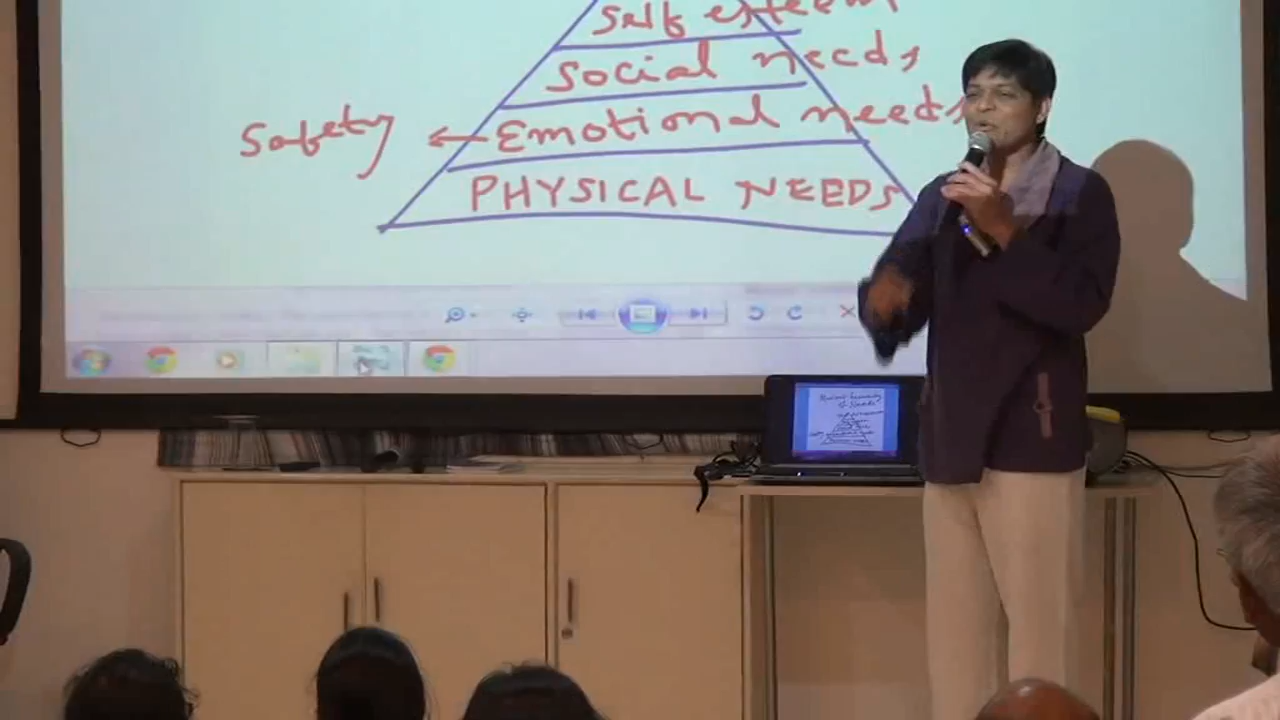 Self esteem
Social needs
Safety ← Emotional needs
PHYSICAL NEEDS